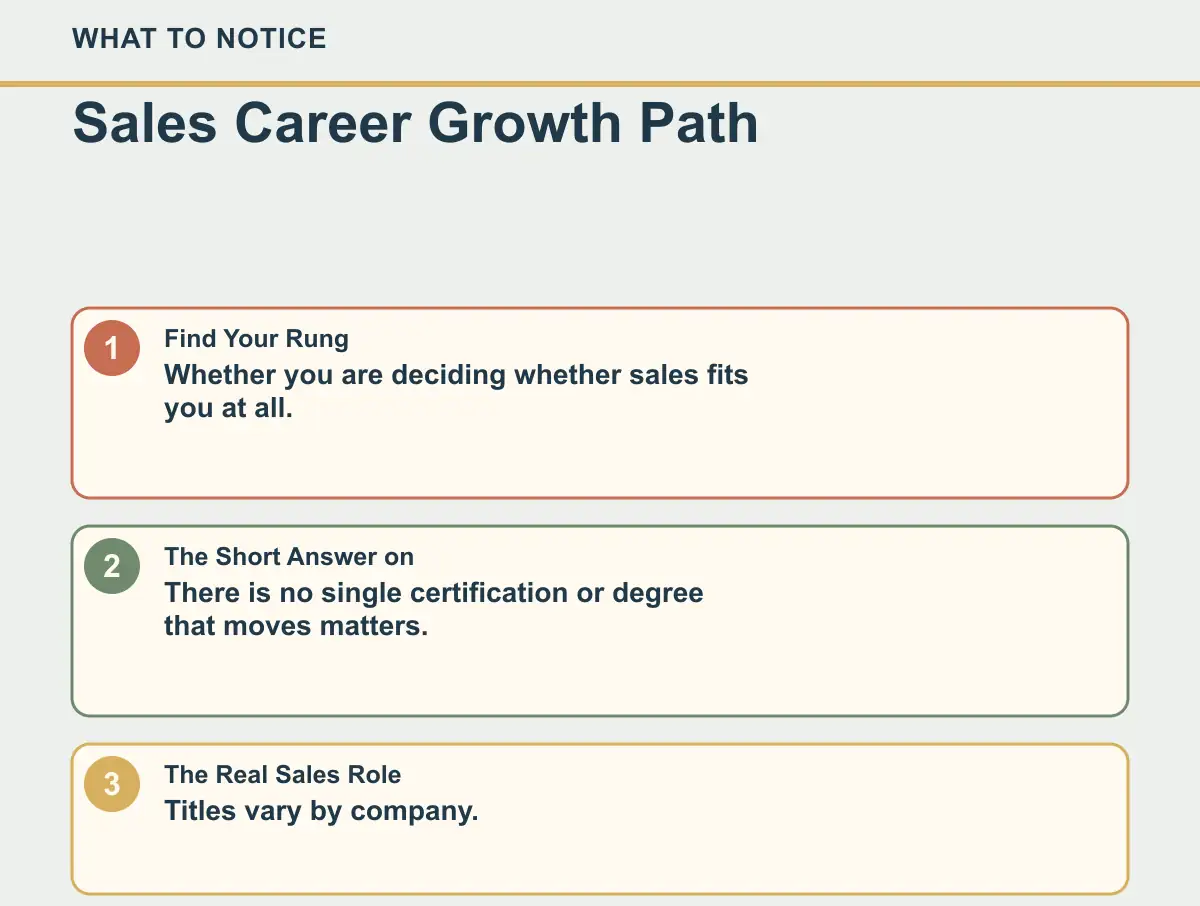 WHAT TO NOTICE
Sales Career Growth Path
1
Find Your Rung
Whether you are deciding whether sales fits
you at all.
2
The Short Answer on
There is no single certification or degree
that moves matters.
3
The Real Sales Role
Titles vary by company.